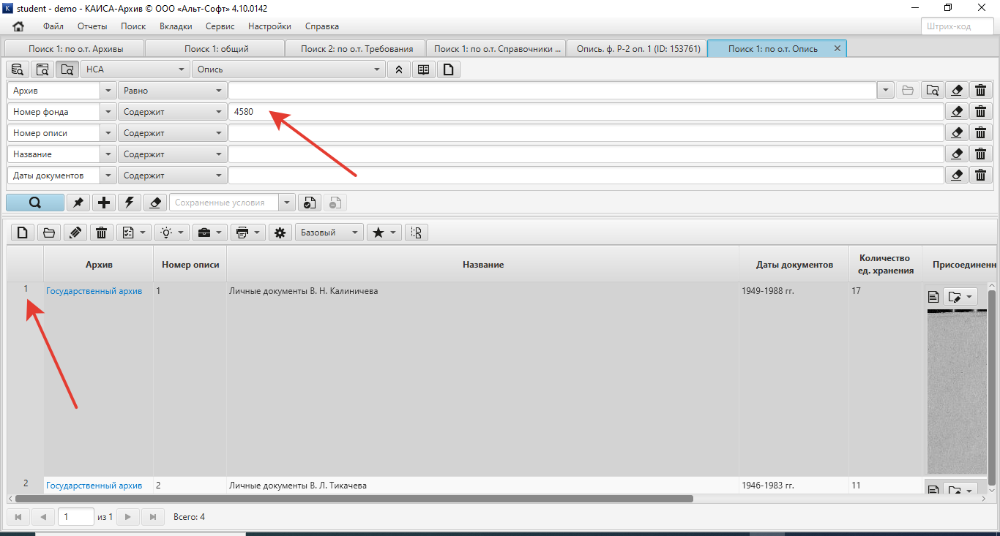 student - demo - КАИСА-Архив © ООО «Альт-Софт» 4.10.0142
Файл Отчеты Поиск Вкладки Сервис Настройки Справка Штрих-код
Поиск 1: по о.т. Архивы Поиск 1: общий Поиск 2: по о.т. Требования Поиск 1: по о.т. Справочники ... Опись. ф. Р-2 оп. 1 (ID: 153761) Поиск 1: по о.т. Опись
НСА Опись
Архив Равно
Номер фонда Содержит 4580
Номер описи Содержит
Название Содержит
Даты документов Содержит
Сохраненные условия
Базовый
Архив Номер описи Название Даты документов Количество ед. хранения Присоединенн
1 Государственный архив 1 Личные документы В. Н. Калиничева 1949-1988 гг. 17
2 Государственный архив 2 Личные документы В. Л. Тикачева 1946-1983 гг. 11
1 из 1 Всего: 4